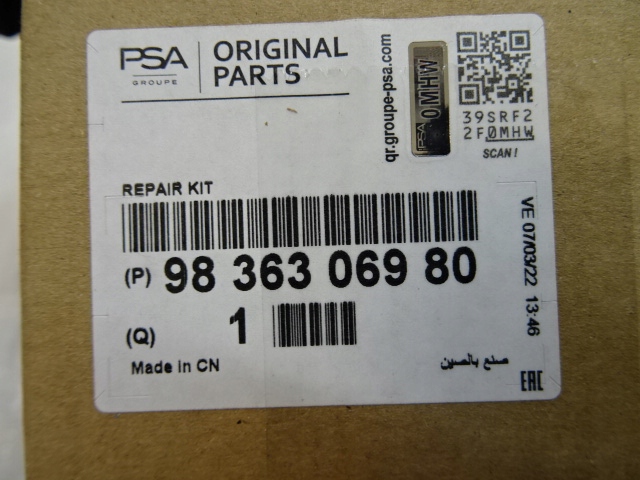 PSA
GROUPE
ORIGINAL
PARTS
qr.groupe-psa.com
PSA 0MHW
39SRF2
2F0MHW
SCAN!
REPAIR KIT
(P) 98 363 069 80
(Q) 1
Made in CN
صنع بالصين
VE 07/03/22 13:46
EAC